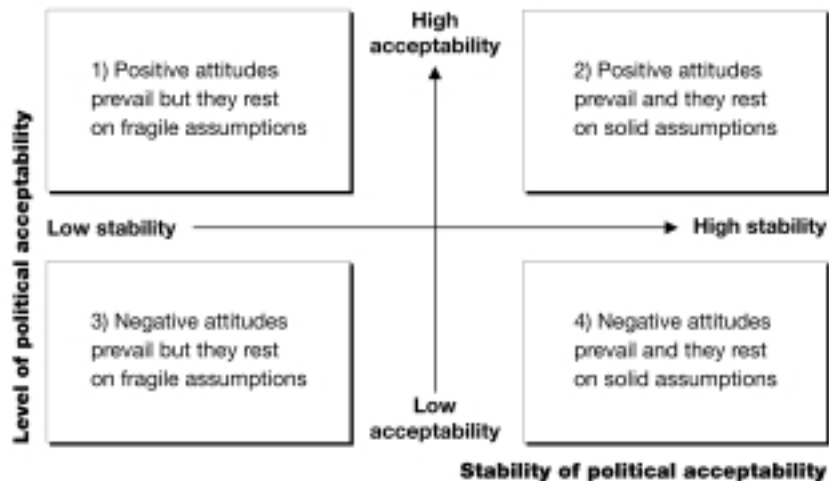 High
acceptability
1) Positive attitudes
prevail but they rest
on fragile assumptions
2) Positive attitudes
prevail and they rest
on solid assumptions
Level of political acceptability
Low stability
High stability
3) Negative attitudes
prevail but they rest
on fragile assumptions
4) Negative attitudes
prevail and they rest
on solid assumptions
Low
acceptability
Stability of political acceptability